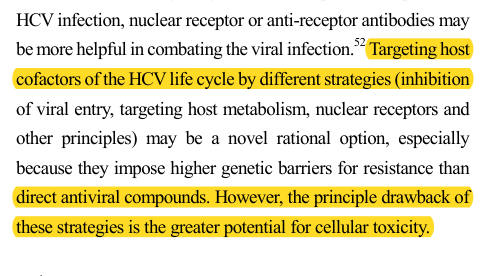 HCV infection, nuclear receptor or anti-receptor antibodies may
be more helpful in combating the viral infection.52 Targeting host
cofactors of the HCV life cycle by different strategies (inhibition
of viral entry, targeting host metabolism, nuclear receptors and
other principles) may be a novel rational option, especially
because they impose higher genetic barriers for resistance than
direct antiviral compounds. However, the principle drawback of
these strategies is the greater potential for cellular toxicity.